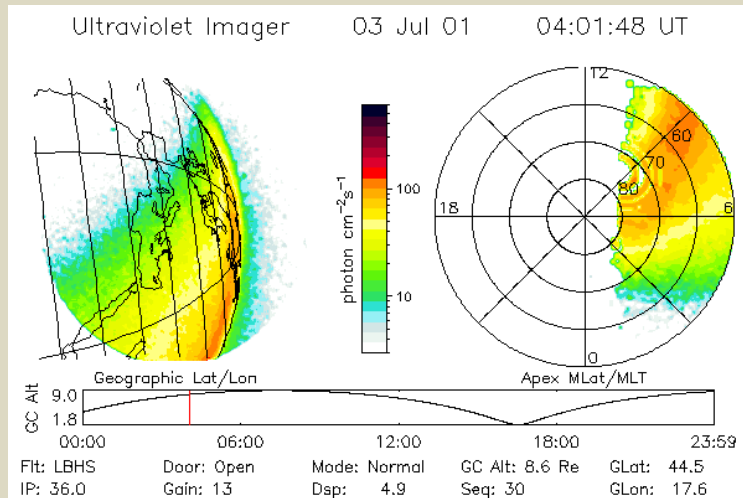 Ultraviolet Imager 03 Jul 01 04:01:48 UT
12
60
70
80
18
6
0
100
10
photon cm-2s-1
Geographic Lat/Lon
Apex MLat/MLT
GC Alt
9.0
1.8
00:00 06:00 12:00 18:00 23:59
Flt: LBHS Door: Open Mode: Normal GC Alt: 8.6 Re GLat: 44.5
IP: 36.0 Gain: 13 Dsp: 4.9 Seq: 30 GLon: 17.6